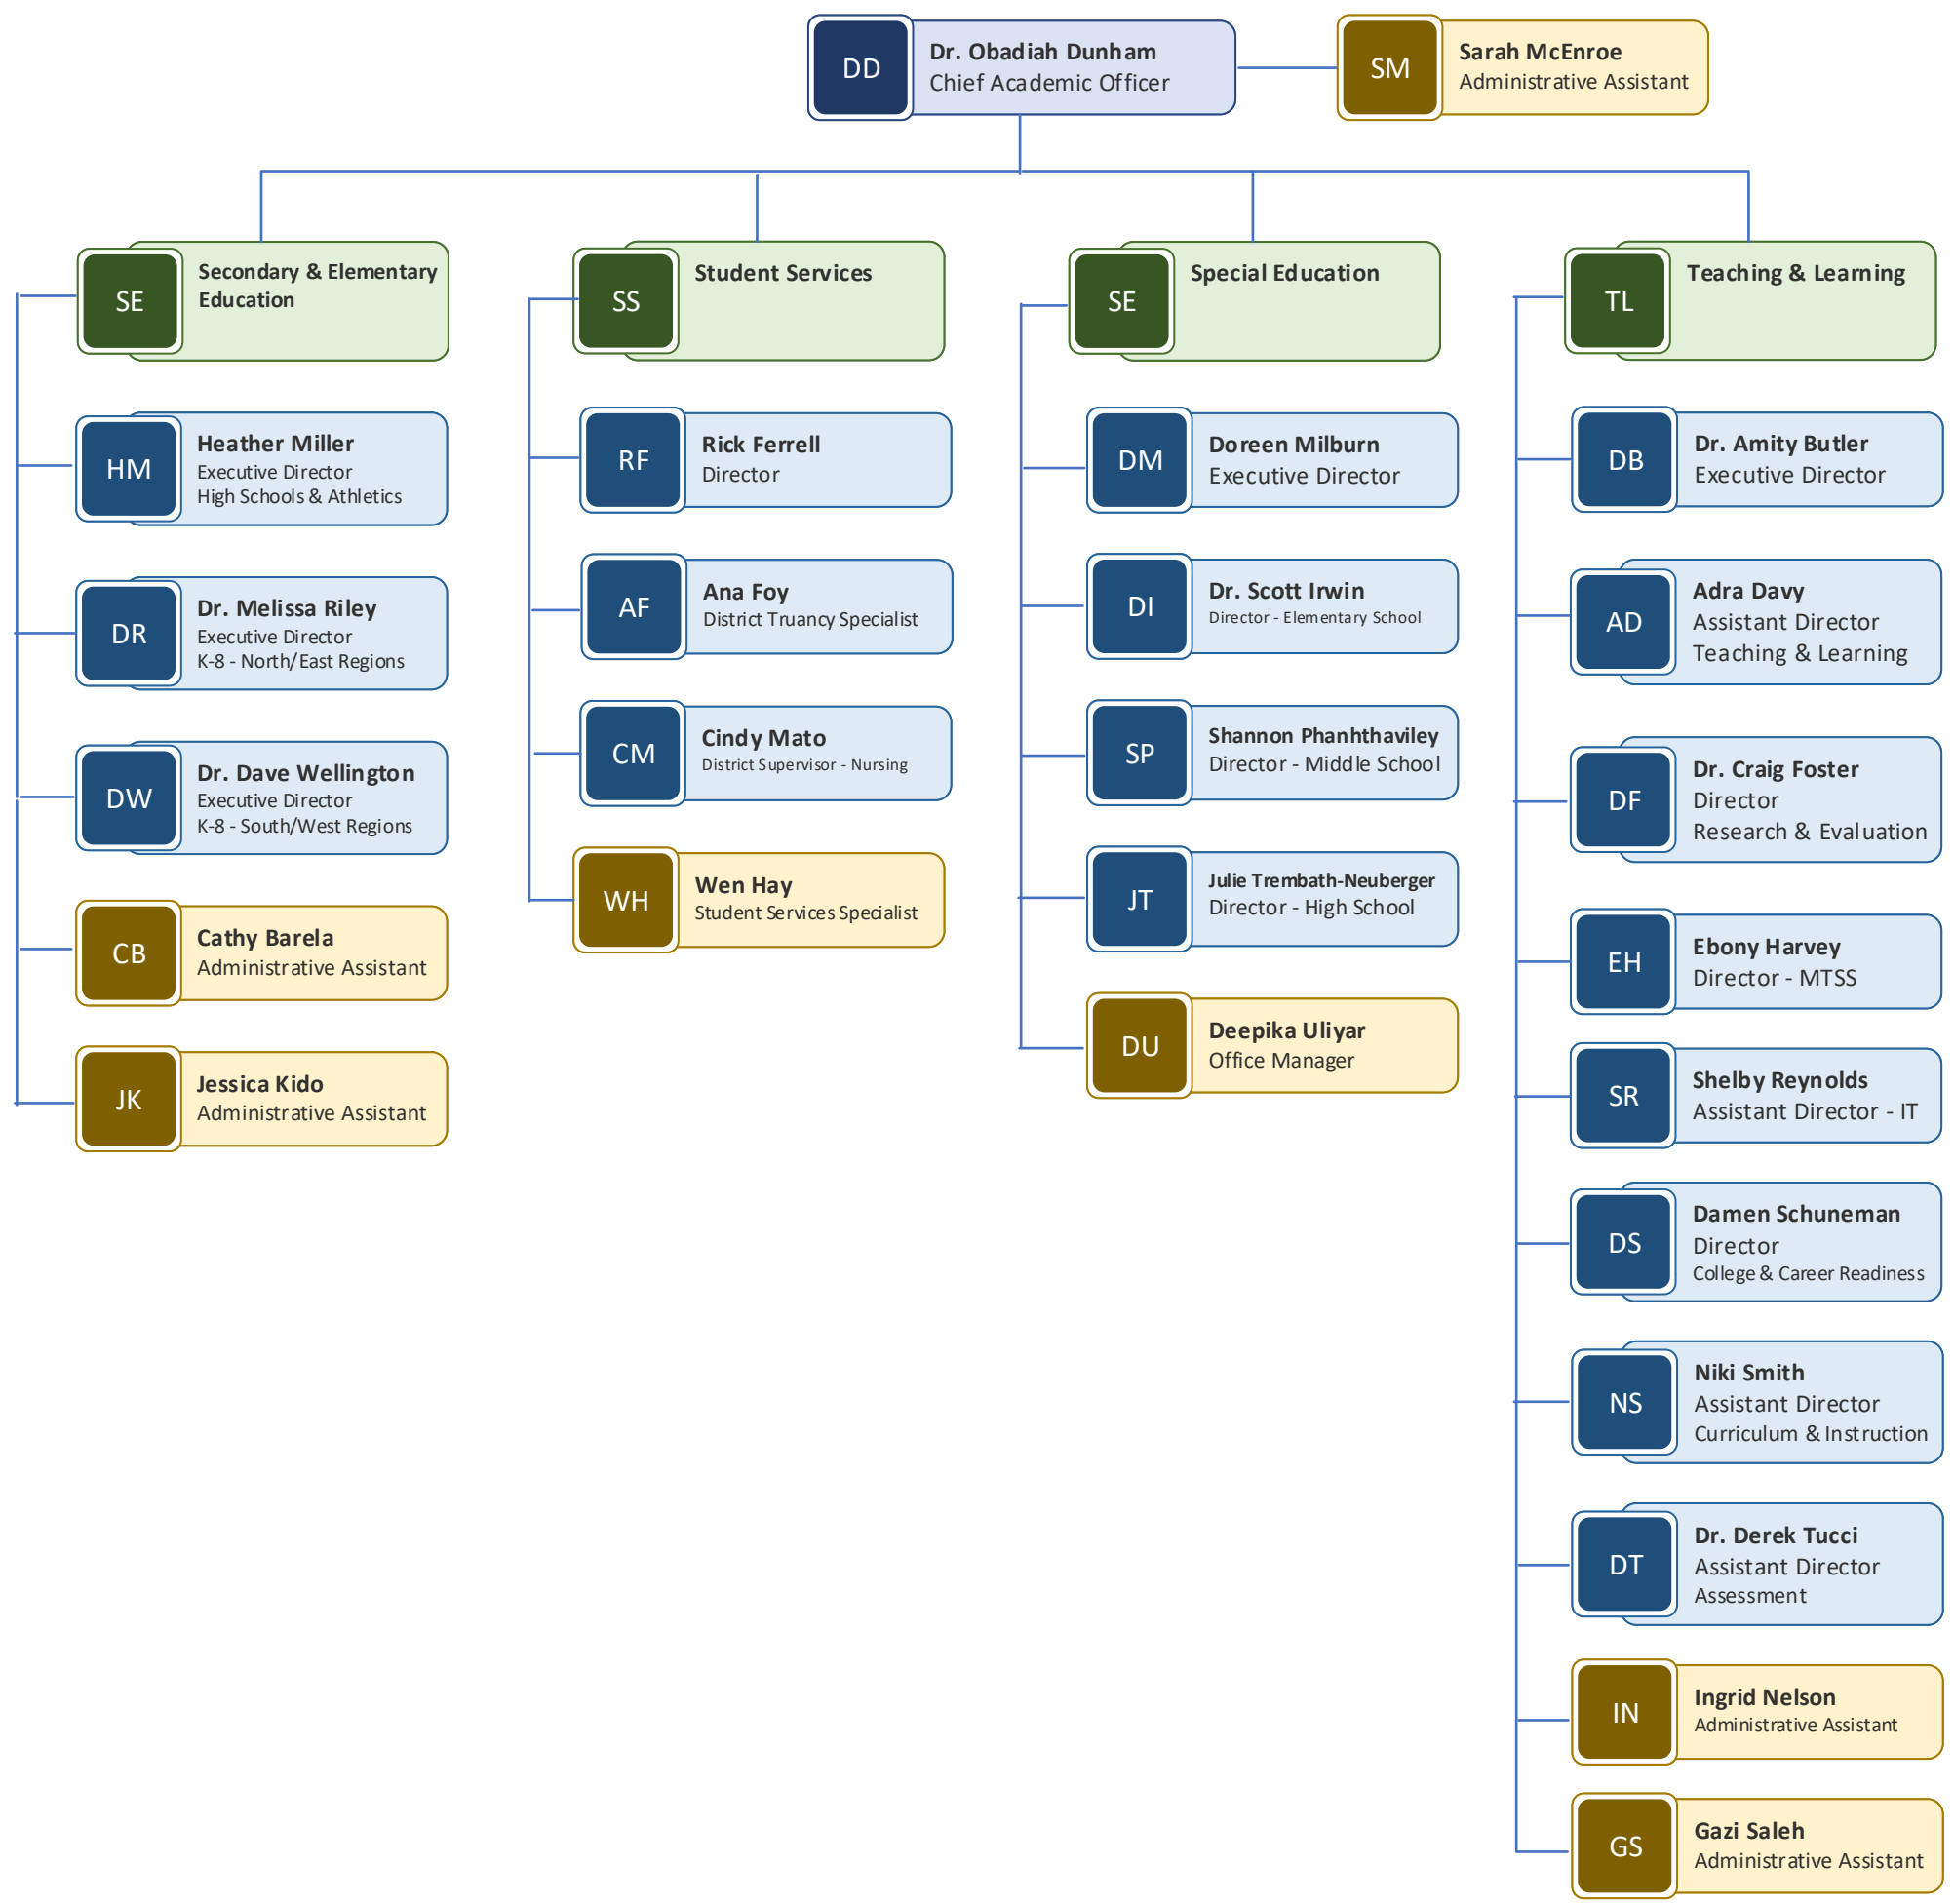 DD
Dr. Obadiah Dunham
Chief Academic Officer
SM
Sarah McEnroe
Administrative Assistant
SE
Secondary & Elementary
Education
HM
Heather Miller
Executive Director
High Schools & Athletics
DR
Dr. Melissa Riley
Executive Director
K-8 - North/East Regions
DW
Dr. Dave Wellington
Executive Director
K-8 - South/West Regions
CB
Cathy Barela
Administrative Assistant
JK
Jessica Kido
Administrative Assistant
SS
Student Services
RF
Rick Ferrell
Director
AF
Ana Foy
District Truancy Specialist
CM
Cindy Mato
District Supervisor - Nursing
WH
Wen Hay
Student Services Specialist
SE
Special Education
DM
Doreen Milburn
Executive Director
DI
Dr. Scott Irwin
Director - Elementary School
SP
Shannon Phanhthaviley
Director - Middle School
JT
Julie Trembath-Neuberger
Director - High School
DU
Deepika Uliyar
Office Manager
TL
Teaching & Learning
DB
Dr. Amity Butler
Executive Director
AD
Adra Davy
Assistant Director
Teaching & Learning
DF
Dr. Craig Foster
Director
Research & Evaluation
EH
Ebony Harvey
Director - MTSS
SR
Shelby Reynolds
Assistant Director - IT
DS
Damen Schuneman
Director
College & Career Readiness
NS
Niki Smith
Assistant Director
Curriculum & Instruction
DT
Dr. Derek Tucci
Assistant Director
Assessment
IN
Ingrid Nelson
Administrative Assistant
GS
Gazi Saleh
Administrative Assistant